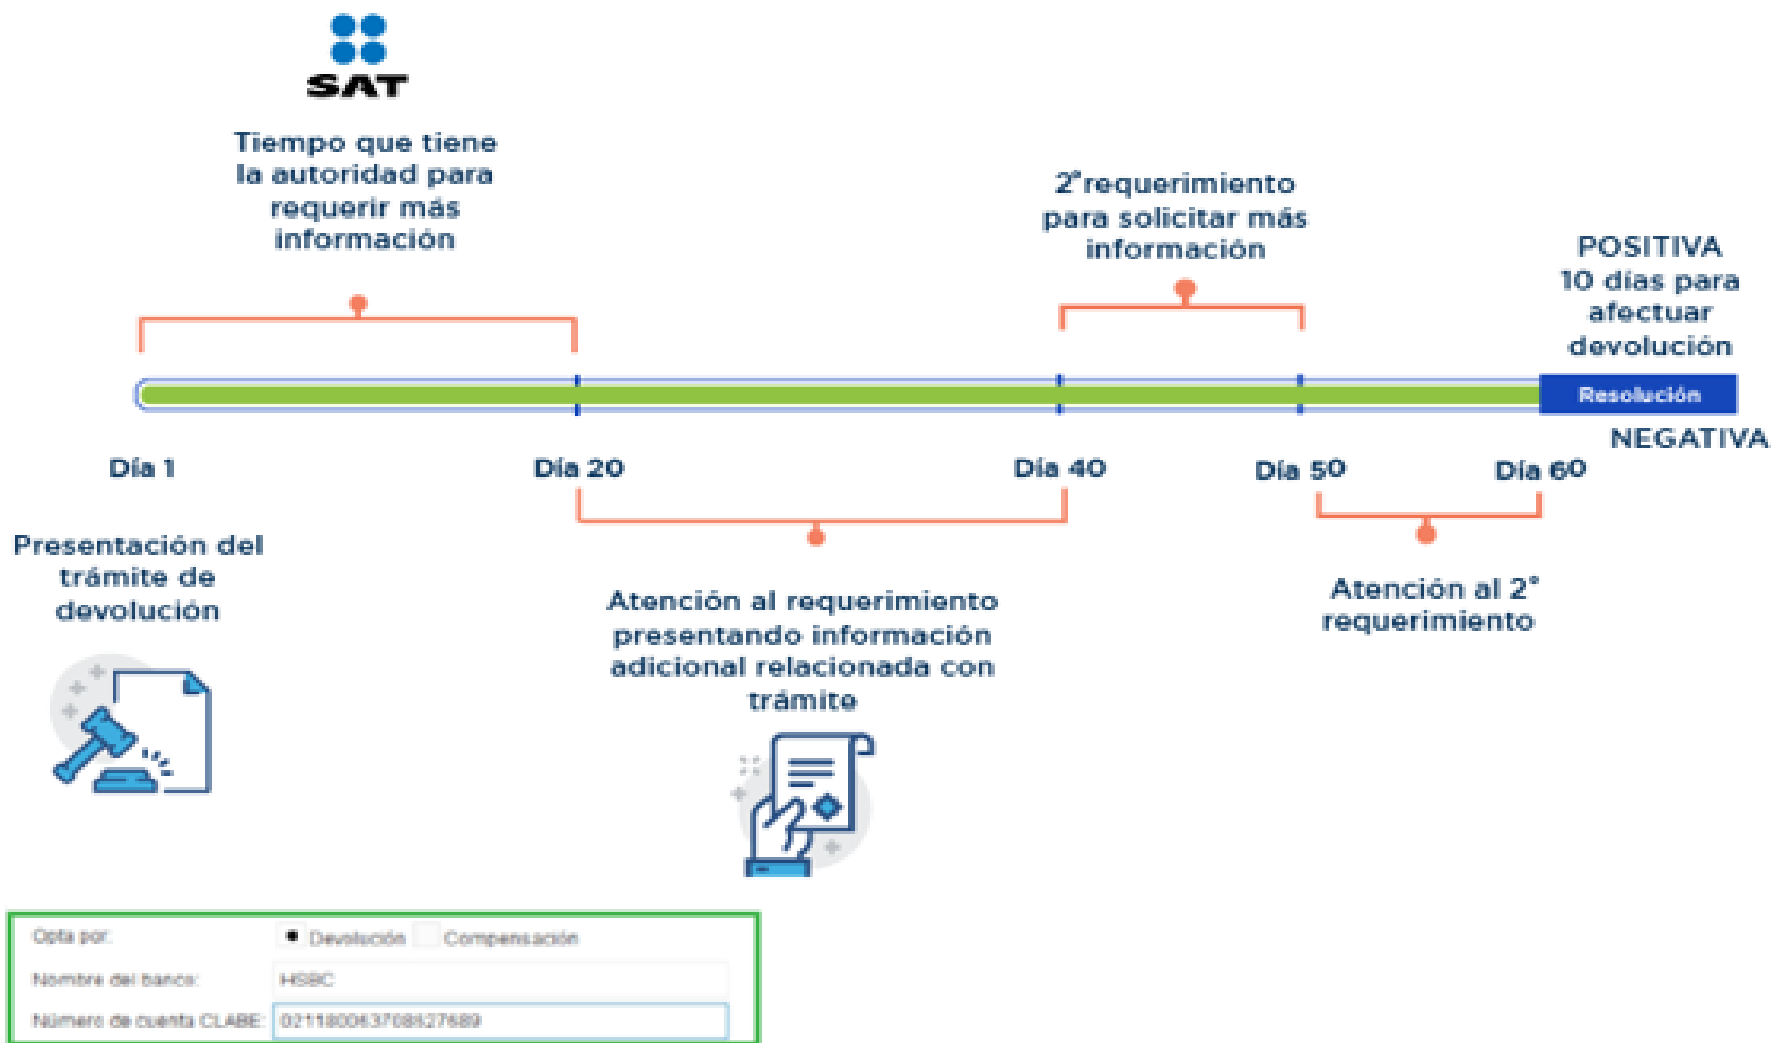 SAT
Tiempo que tiene
la autoridad para
requerir más
información
2°requerimiento
para solicitar más
información
POSITIVA
10 días para
afectuar
devolución
Resolución
NEGATIVA
Día 1
Día 20
Día 40
Día 50
Día 60
Presentación del
trámite de
devolución
Atención al requerimiento
presentando información
adicional relacionada con
trámite
Atención al 2°
requerimiento
Opta por: Devolución Compensación
Nombre del banco: HSBC
Número de cuenta CLABE: